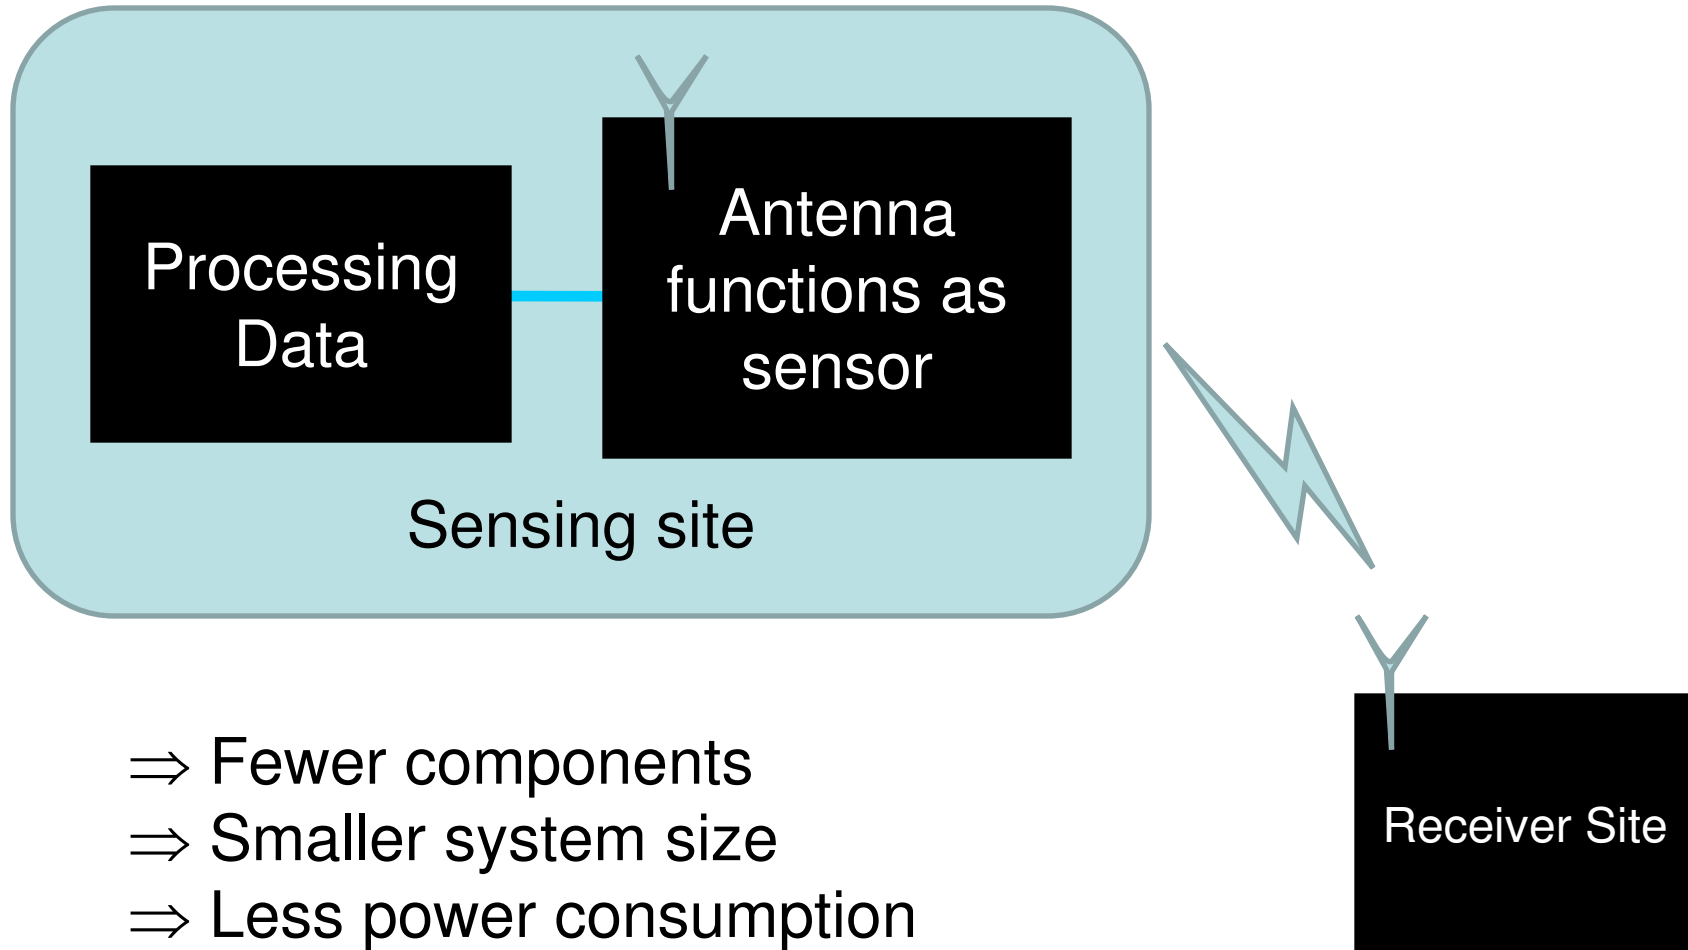 Processing
Data
Antenna
functions as
sensor
Sensing site
⇒ Fewer components
⇒ Smaller system size
⇒ Less power consumption
Receiver Site